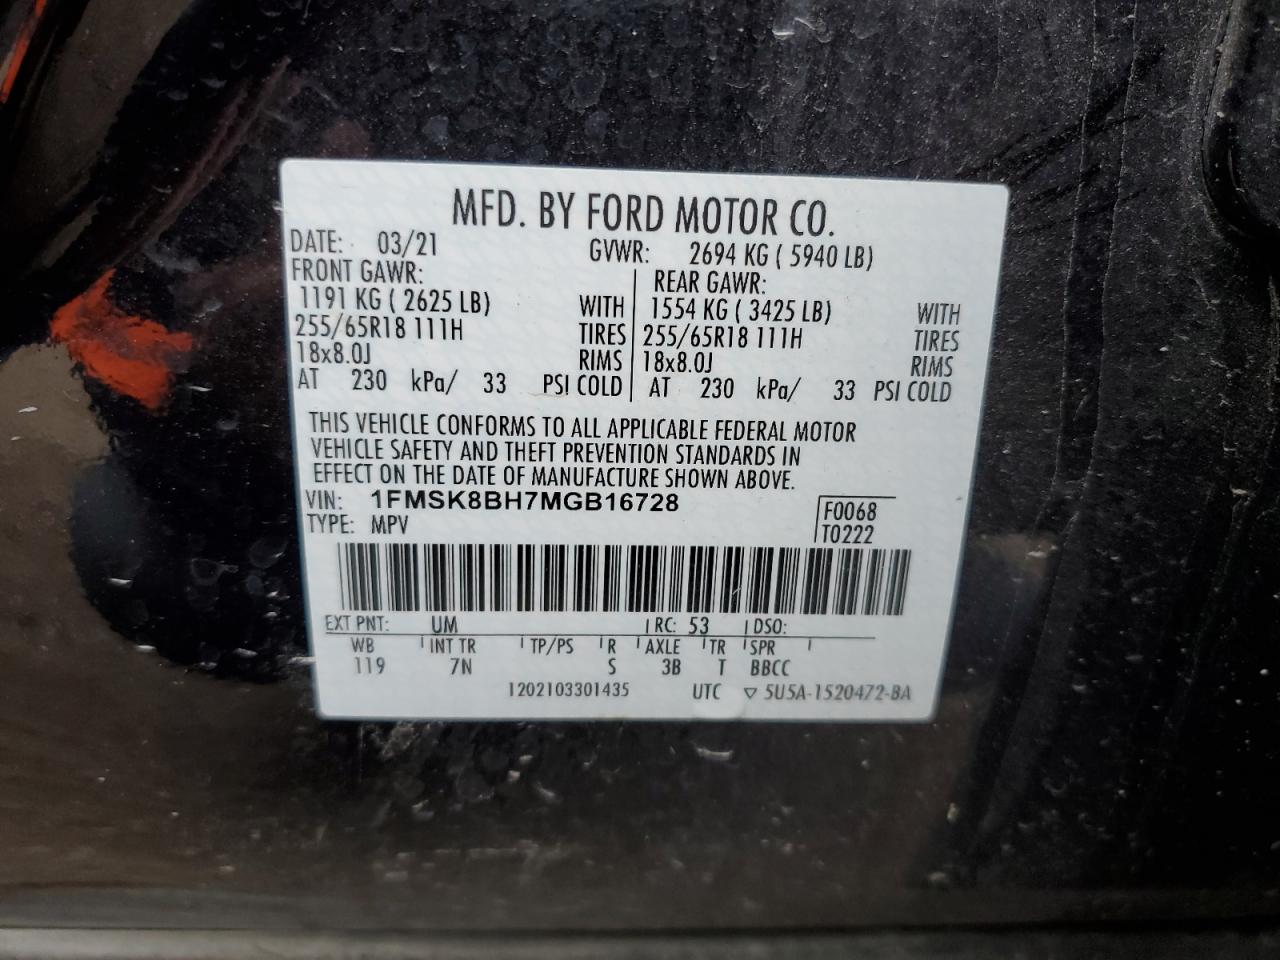 MFD. BY FORD MOTOR CO.
DATE: 03/21 GVWR: 2694 KG ( 5940 LB)
FRONT GAWR: REAR GAWR:
1191 KG ( 2625 LB) WITH 1554 KG ( 3425 LB) WITH
255/65R18 111H TIRES 255/65R18 111H TIRES
18x8.0J RIMS 18x8.0J RIMS
AT 230 kPa/ 33 PSI COLD AT 230 kPa/ 33 PSI COLD
THIS VEHICLE CONFORMS TO ALL APPLICABLE FEDERAL MOTOR
VEHICLE SAFETY AND THEFT PREVENTION STANDARDS IN
EFFECT ON THE DATE OF MANUFACTURE SHOWN ABOVE.
VIN: 1FMSK8BH7MGB16728 F0068
TYPE: MPV T0222
EXT PNT: UM RC: 53 DSO:
WB INT TR TP/PS R AXLE TR SPR
119 7N S 3B T BBCC
1202103301435 UTC ▽ 5U5A-1520472-BA